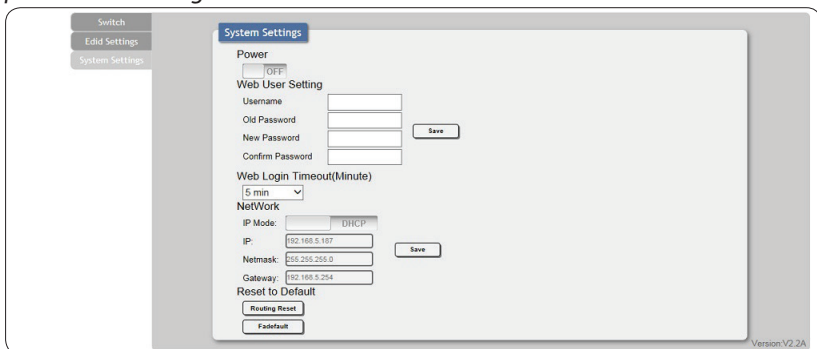 Switch
Edid Settings
System Settings
System Settings
Power
OFF
Web User Setting
Username
Old Password
New Password
Save
Confirm Password
Web Login Timeout(Minute)
5 min
NetWork
IP Mode: DHCP
IP: 192.168.5.187
Save
Netmask: 255.255.255.0
Gateway: 192.168.5.254
Reset to Default
Routing Reset
Fadefault
Version:V2.2A